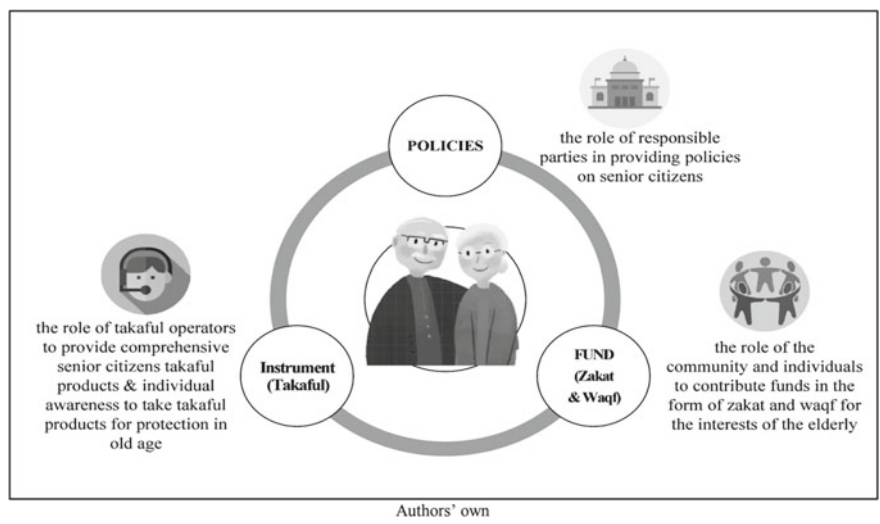 POLICIES
the role of responsible
parties in providing policies
on senior citizens
the role of takaful operators
to provide comprehensive
senior citizens takaful
products & individual
awareness to take takaful
products for protection in
old age
Instrument
(Takaful)
FUND
(Zakat
& Waqf)
the role of the
community and individuals
to contribute funds in the
form of zakat and waqf for
the interests of the elderly
Authors' own